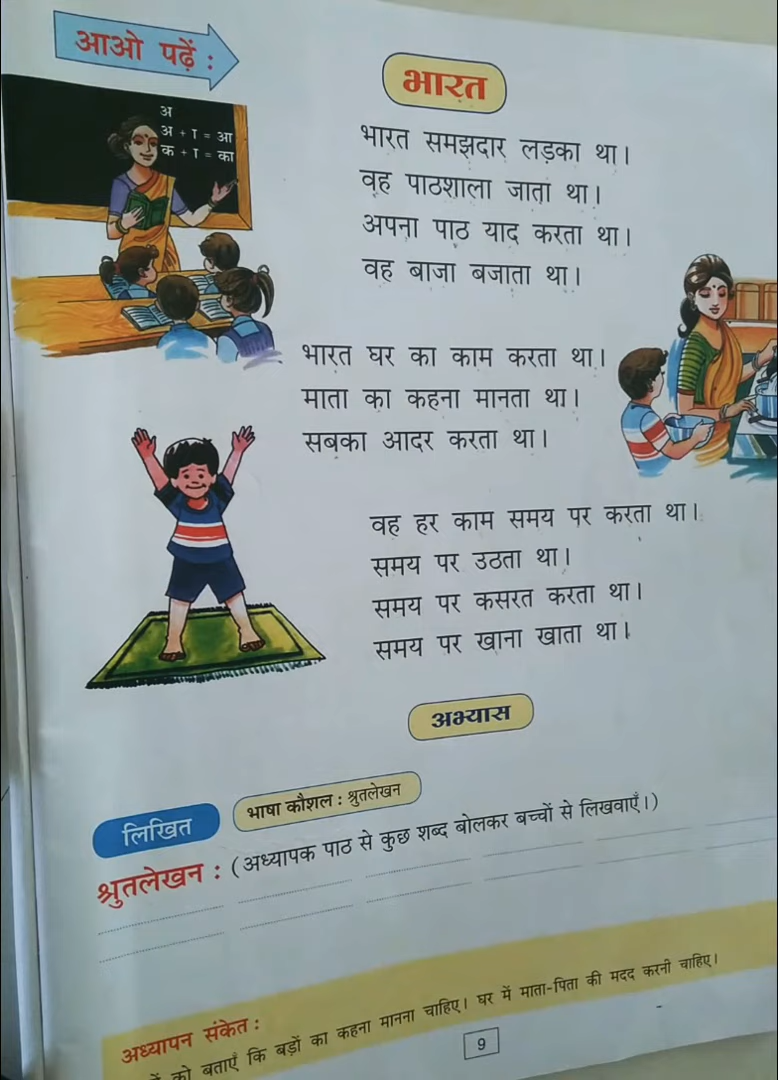 आओ पढ़ें :
भारत
अ
अ + ा = आ
क + ा = का
भारत समझदार लड़का था।
वह पाठशाला जाता था।
अपना पाठ याद करता था।
वह बाजा बजाता था।
भारत घर का काम करता था।
माता का कहना मानता था।
सबका आदर करता था।
वह हर काम समय पर करता था।
समय पर उठता था।
समय पर कसरत करता था।
समय पर खाना खाता था।
अभ्यास
लिखित
भाषा कौशल : श्रुतलेखन
श्रुतलेखन : (अध्यापक पाठ से कुछ शब्द बोलकर बच्चों से लिखवाएँ।)
अध्यापन संकेत :
को बताएँ कि बड़ों का कहना मानना चाहिए। घर में माता-पिता की मदद करनी चाहिए।
9